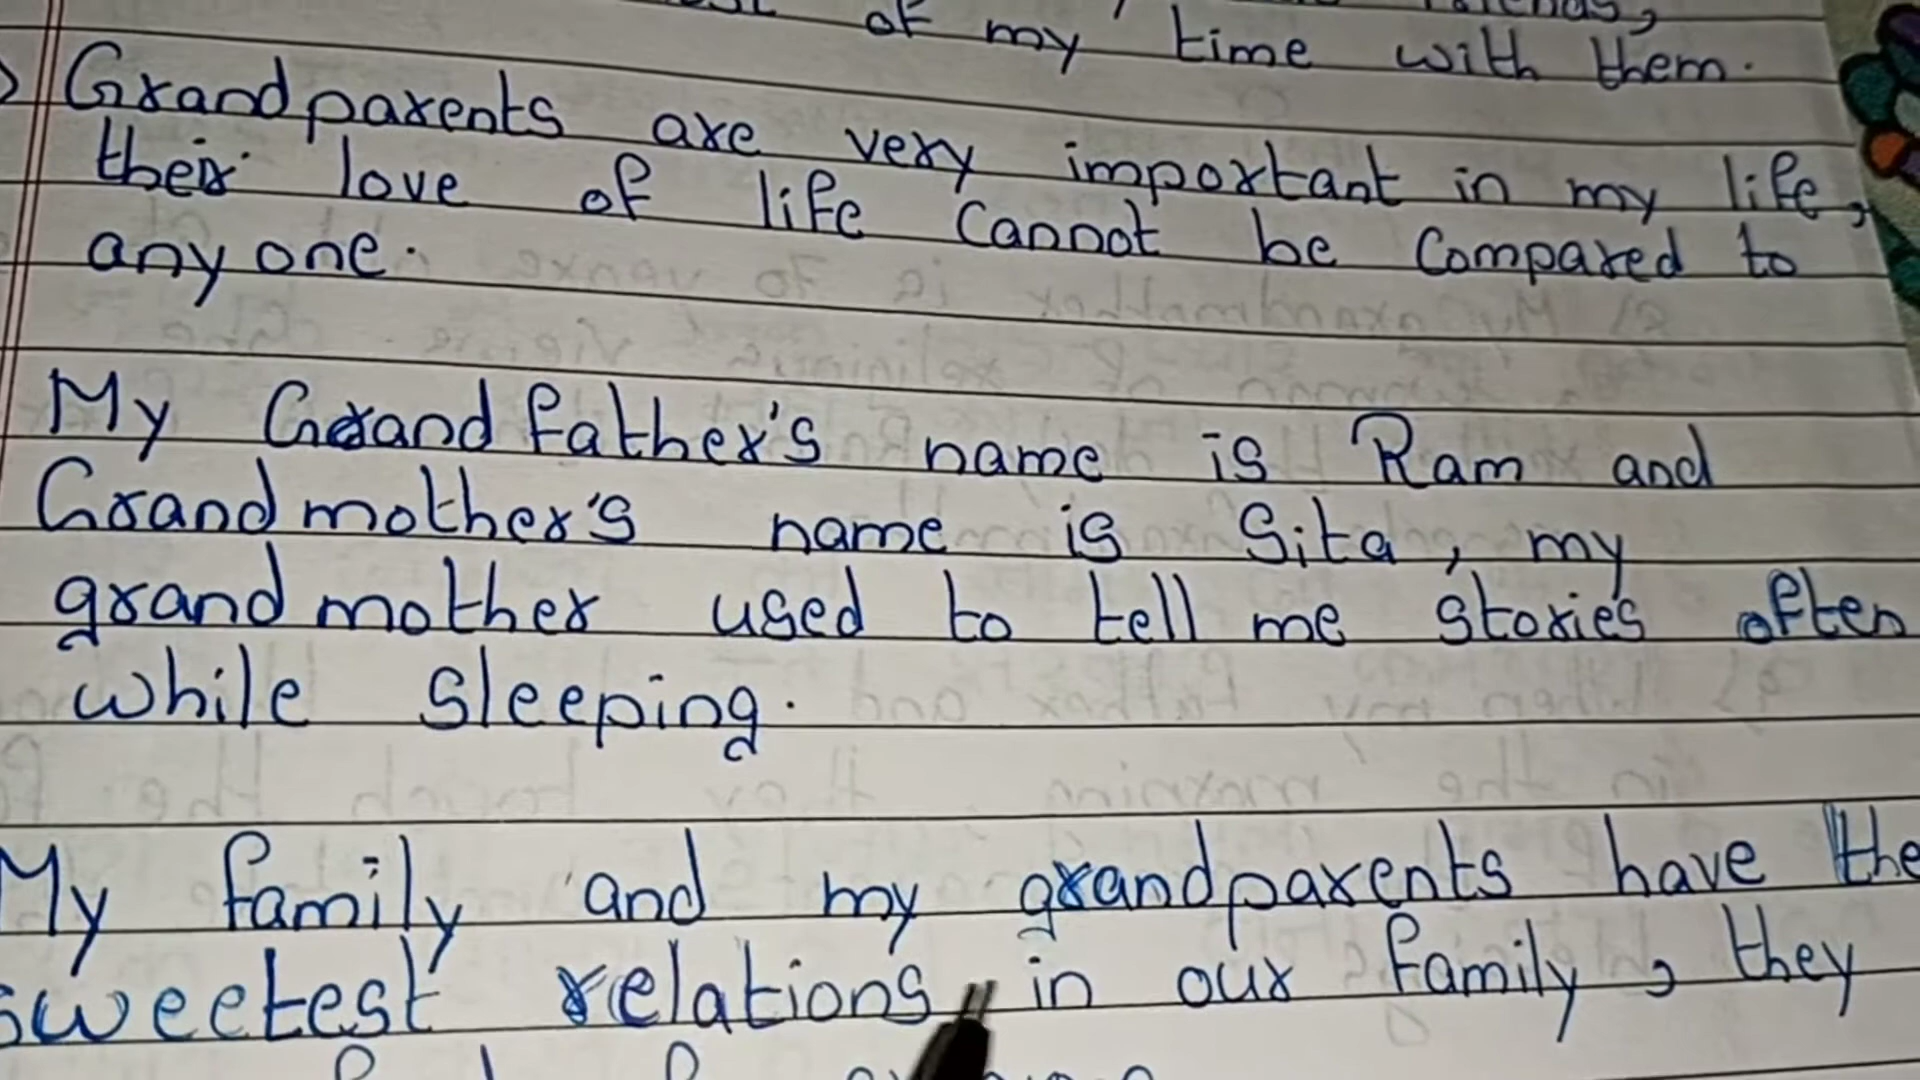 of my time with them.
Grandparents are very important in my life,
their love of life cannot be compared to
any one.
My Grandfather's name is Ram and
Grandmother's name is Sita, my
grandmother used to tell me stories often
while sleeping.
My family and my grandparents have the
sweetest relations in our family, they